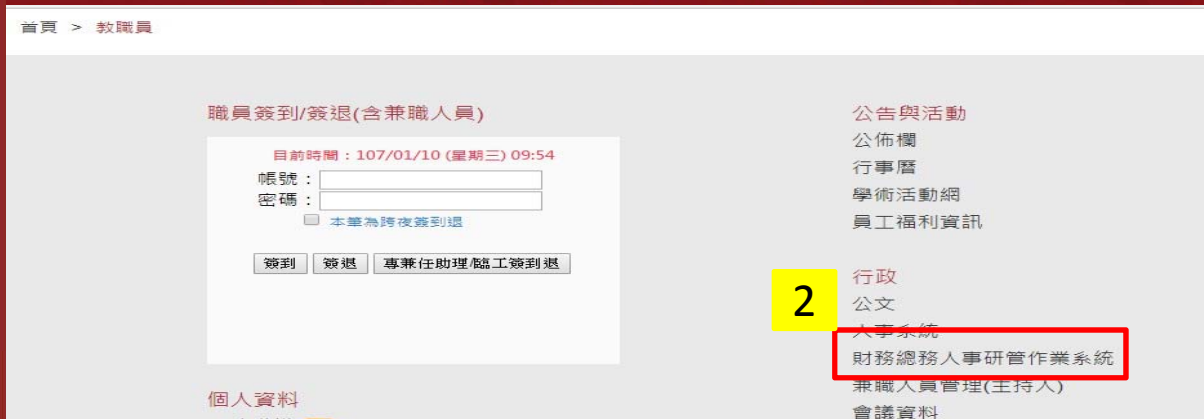 首頁 > 教職員
職員簽到/簽退(含兼職人員)
目前時間：107/01/10 (星期三) 09:54
帳號：
密碼：
本筆為跨夜簽到退
簽到 簽退 專兼任助理/臨工簽到退
個人資料
公告與活動
公佈欄
行事曆
學術活動網
員工福利資訊
行政
2
公文
人事系統
財務總務人事研管作業系統
兼職人員管理(主持人)
會議資料